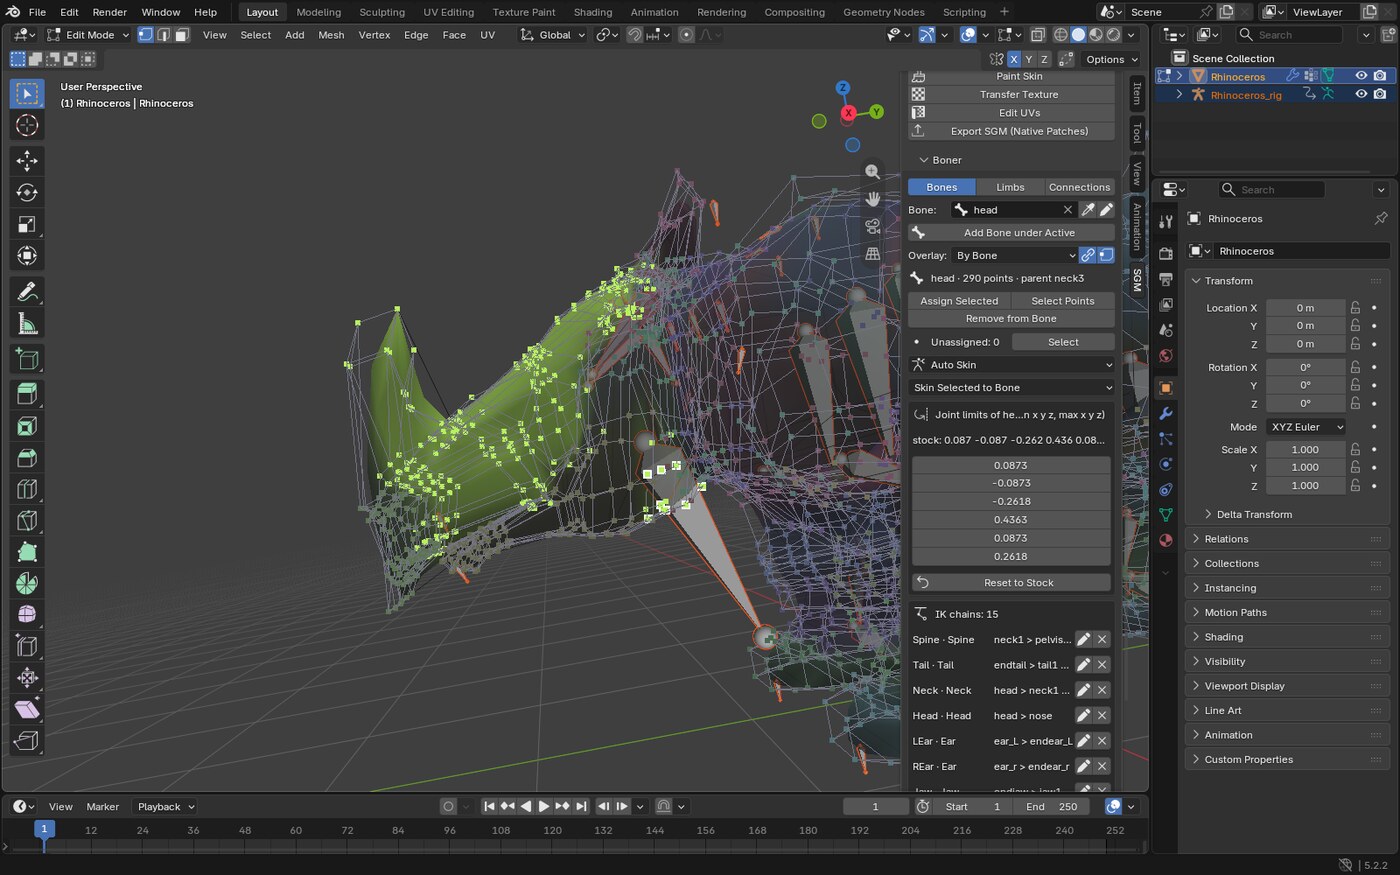 File Edit Render Window Help Layout Modeling Sculpting UV Editing Texture Paint Shading Animation Rendering Compositing Geometry Nodes Scripting + Scene ViewLayer
Edit Mode View Select Add Mesh Vertex Edge Face UV Global
X Y Z Options
User Perspective
(1) Rhinoceros | Rhinoceros
Z
X
Y
Paint Skin
Transfer Texture
Edit UVs
Export SGM (Native Patches)
Boner
Bones Limbs Connections
Bone: head
Add Bone under Active
Overlay: By Bone
head · 290 points · parent neck3
Assign Selected Select Points
Remove from Bone
Unassigned: 0 Select
Auto Skin
Skin Selected to Bone
Joint limits of he...n x y z, max x y z)
stock: 0.087 -0.087 -0.262 0.436 0.08...
0.0873
-0.0873
-0.2618
0.4363
0.0873
0.2618
Reset to Stock
IK chains: 15
Spine · Spine neck1 > pelvis...
Tail · Tail endtail > tail1 ...
Neck · Neck head > neck1 ...
Head · Head head > nose
LEar · Ear ear_L > endear_L
REar · Ear ear_r > endear_r
Jaw · Jaw endjaw > jaw1
Item
Tool
View
Animation
SGM
Search
Scene Collection
Rhinoceros
Rhinoceros_rig
Search
Rhinoceros
Rhinoceros
Transform
Location X 0 m
Y 0 m
Z 0 m
Rotation X 0°
Y 0°
Z 0°
Mode XYZ Euler
Scale X 1.000
Y 1.000
Z 1.000
Delta Transform
Relations
Collections
Instancing
Motion Paths
Shading
Visibility
Viewport Display
Line Art
Animation
Custom Properties
View Marker Playback 1 Start 1 End 250
1 12 24 36 48 60 72 84 96 108 120 132 144 156 168 180 192 204 216 228 240 252
5.2.2